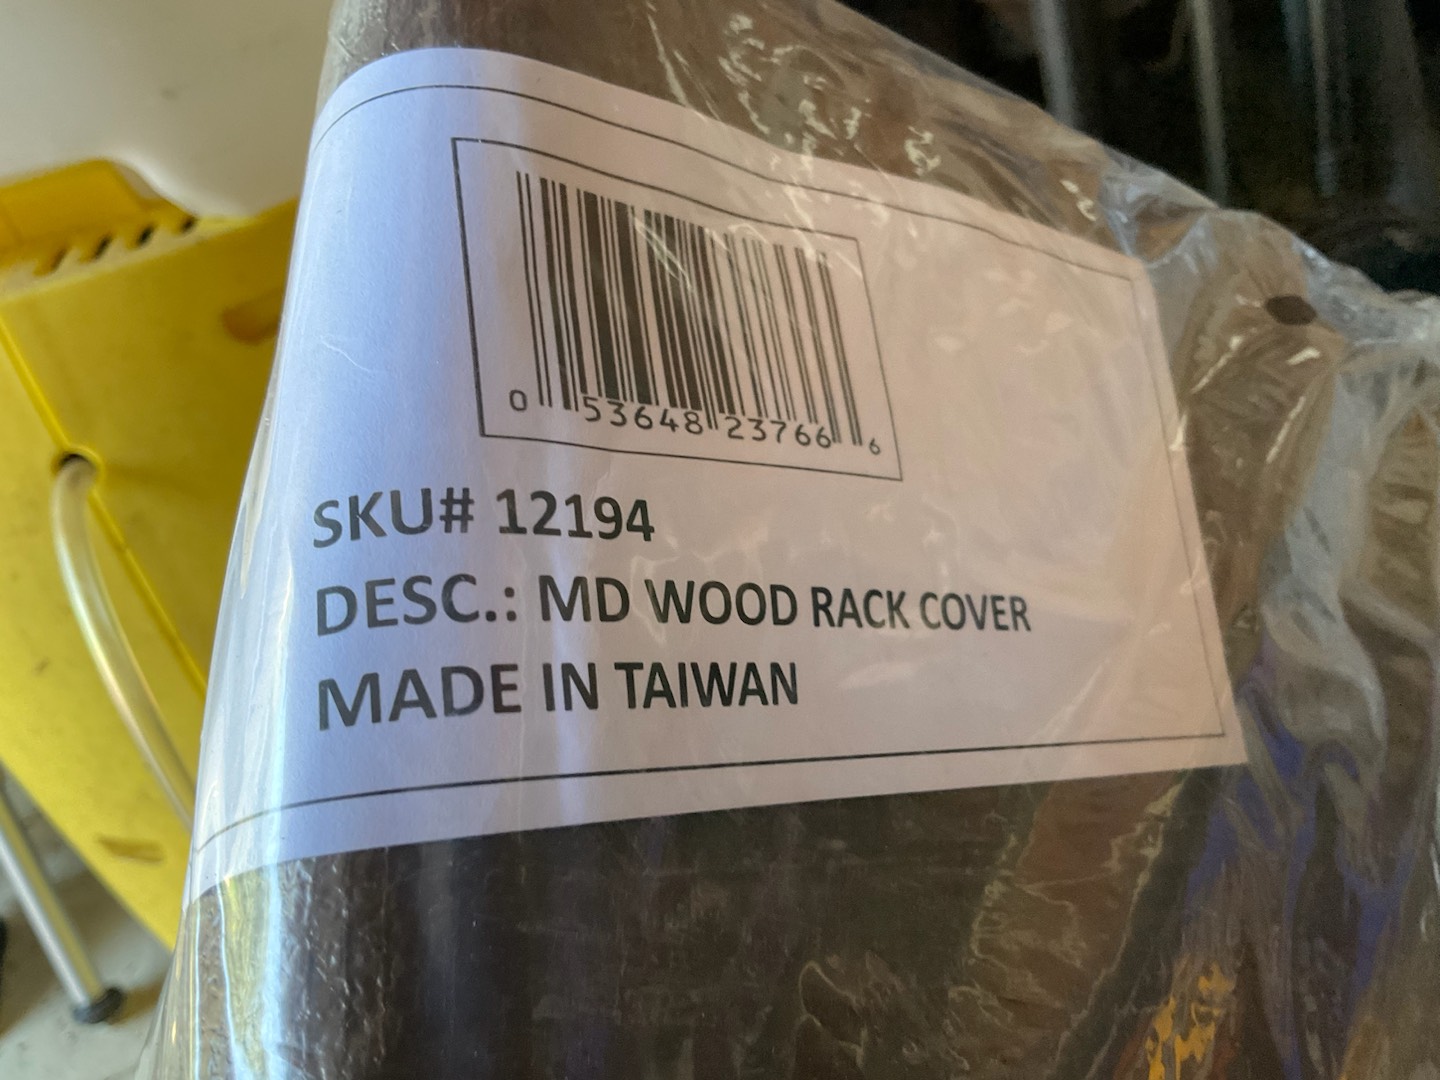 0 53648 23766 6
SKU# 12194
DESC.: MD WOOD RACK COVER
MADE IN TAIWAN